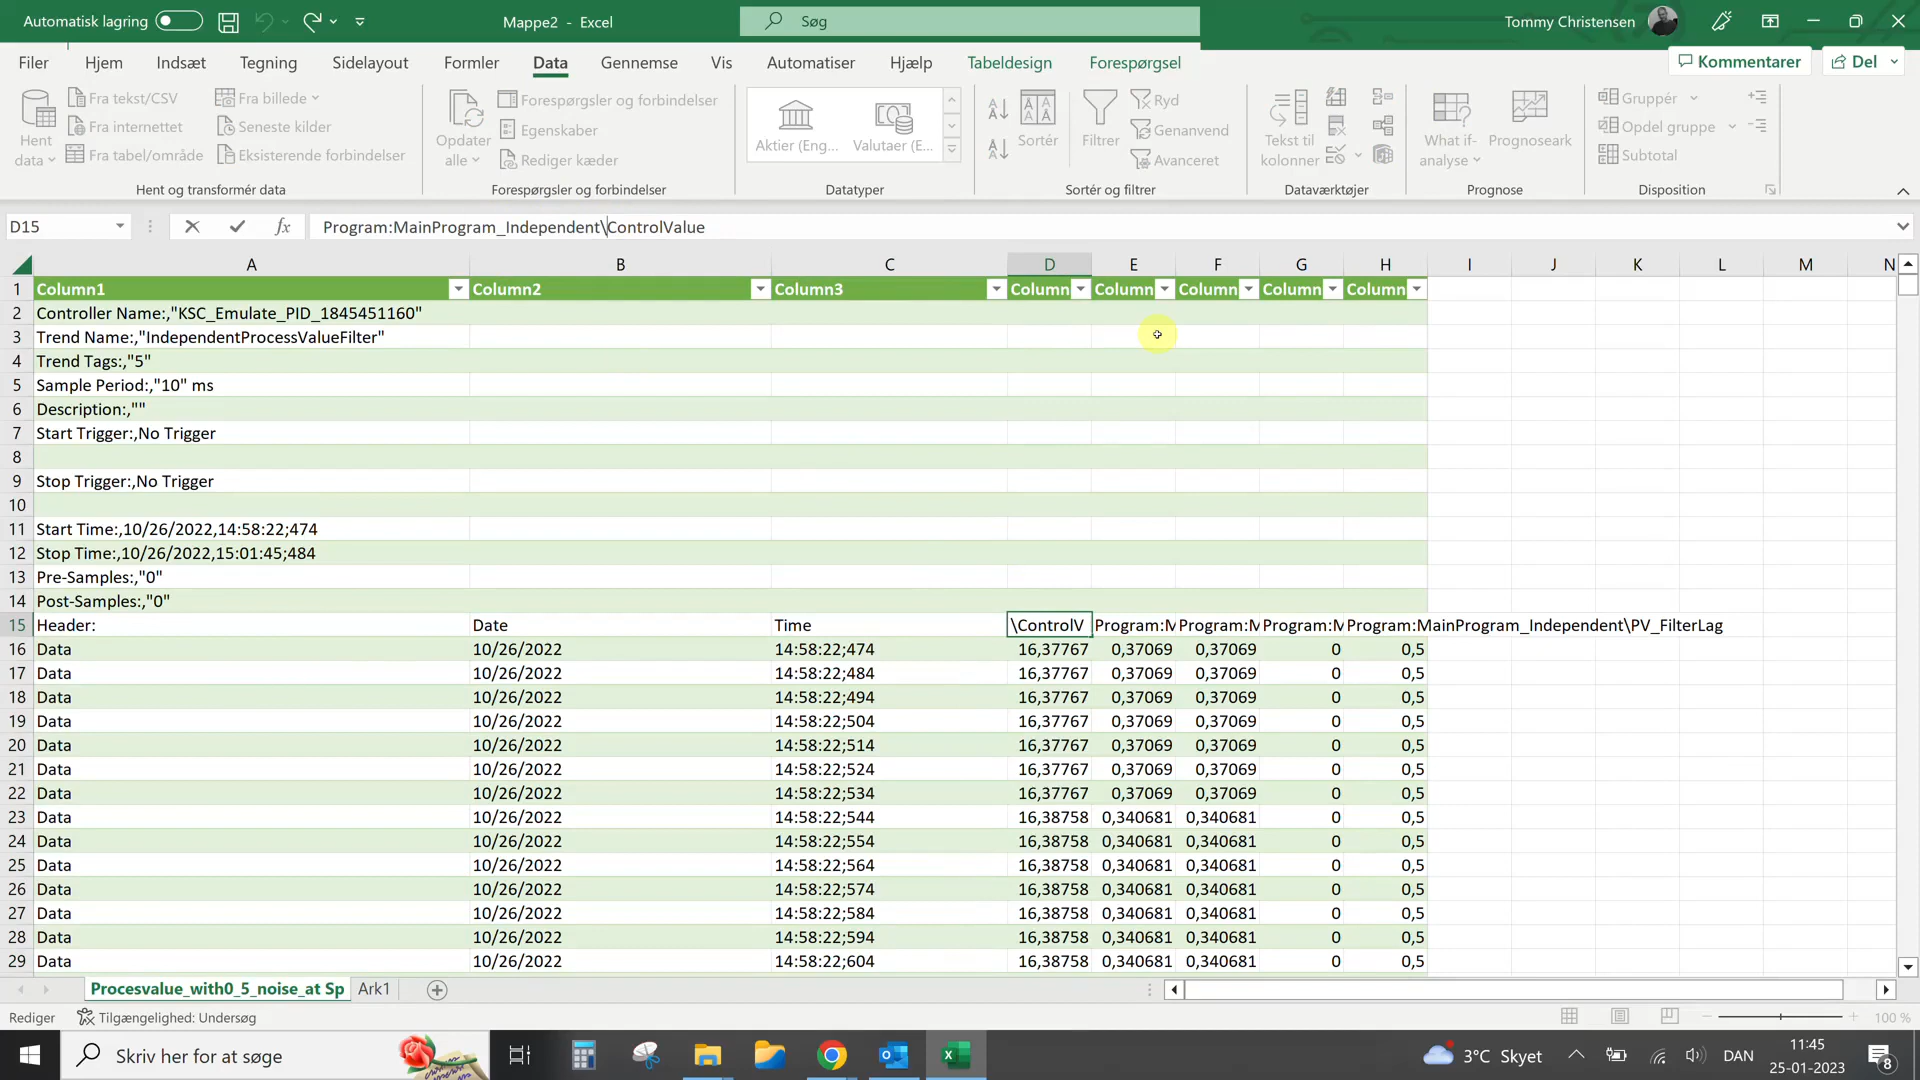 Automatisk lagring
Mappe2 - Excel
Søg
Tommy Christensen
Filer Hjem Indsæt Tegning Sidelayout Formler Data Gennemse Vis Automatiser Hjælp Tabeldesign Forespørgsel
Kommentarer Del
Hent data
Fra tekst/CSV
Fra internettet
Fra tabel/område
Fra billede
Seneste kilder
Eksisterende forbindelser
Hent og transformér data
Opdater alle
Forespørgsler og forbindelser
Egenskaber
Rediger kæder
Forespørgsler og forbindelser
Aktier (Eng... Valutaer (E...
Datatyper
Sortér
Filtrer
Ryd
Genanvend
Avanceret
Sortér og filtrer
Tekst til kolonner
Dataværktøjer
What if-analyse
Prognoseark
Prognose
Gruppér
Opdel gruppe
Subtotal
Disposition
D15 fx Program:MainProgram_Independent\ControlValue
A B C D E F G H I J K L M N
1 Column1 Column2 Column3 Column Column Column Column Column
2 Controller Name:,"KSC_Emulate_PID_1845451160"
3 Trend Name:,"IndependentProcessValueFilter"
4 Trend Tags:,"5"
5 Sample Period:,"10" ms
6 Description:,""
7 Start Trigger:,No Trigger
8
9 Stop Trigger:,No Trigger
10
11 Start Time:,10/26/2022,14:58:22;474
12 Stop Time:,10/26/2022,15:01:45;484
13 Pre-Samples:,"0"
14 Post-Samples:,"0"
15 Header: Date Time \ControlV Program:M Program:M Program:M Program:MainProgram_Independent\PV_FilterLag
16 Data 10/26/2022 14:58:22;474 16,37767 0,37069 0,37069 0 0,5
17 Data 10/26/2022 14:58:22;484 16,37767 0,37069 0,37069 0 0,5
18 Data 10/26/2022 14:58:22;494 16,37767 0,37069 0,37069 0 0,5
19 Data 10/26/2022 14:58:22;504 16,37767 0,37069 0,37069 0 0,5
20 Data 10/26/2022 14:58:22;514 16,37767 0,37069 0,37069 0 0,5
21 Data 10/26/2022 14:58:22;524 16,37767 0,37069 0,37069 0 0,5
22 Data 10/26/2022 14:58:22;534 16,37767 0,37069 0,37069 0 0,5
23 Data 10/26/2022 14:58:22;544 16,38758 0,340681 0,340681 0 0,5
24 Data 10/26/2022 14:58:22;554 16,38758 0,340681 0,340681 0 0,5
25 Data 10/26/2022 14:58:22;564 16,38758 0,340681 0,340681 0 0,5
26 Data 10/26/2022 14:58:22;574 16,38758 0,340681 0,340681 0 0,5
27 Data 10/26/2022 14:58:22;584 16,38758 0,340681 0,340681 0 0,5
28 Data 10/26/2022 14:58:22;594 16,38758 0,340681 0,340681 0 0,5
29 Data 10/26/2022 14:58:22;604 16,38758 0,340681 0,340681 0 0,5
Procesvalue_with0_5_noise_at Sp Ark1
Rediger Tilgængelighed: Undersøg 100 %
Skriv her for at søge
3°C Skyet
DAN
11:45
25-01-2023
8